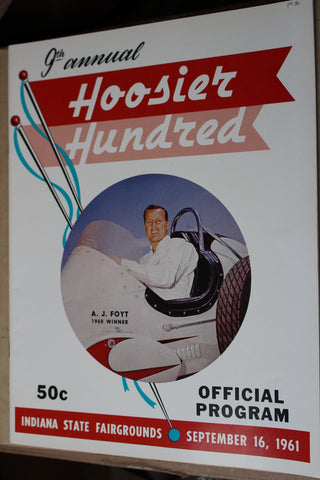 9th annual
Hoosier
Hundred
A. J. FOYT
1960 WINNER
50c
OFFICIAL
PROGRAM
INDIANA STATE FAIRGROUNDS SEPTEMBER 16, 1961